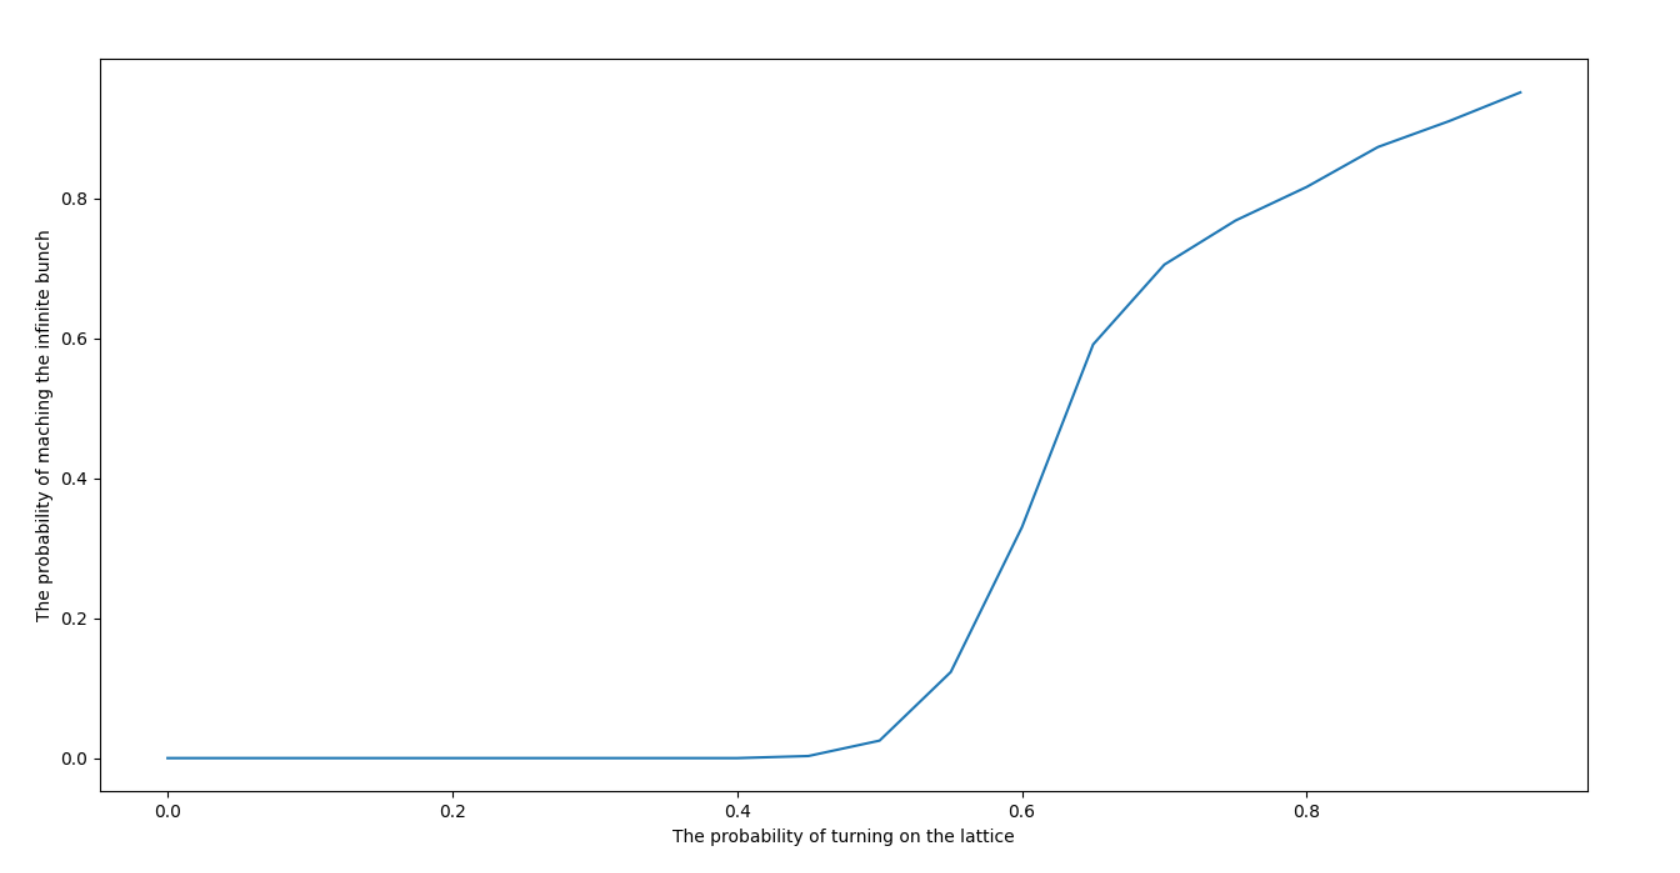 The probability of maching the infinite bunch
0.8
0.6
0.4
0.2
0.0
0.0 0.2 0.4 0.6 0.8
The probability of turning on the lattice